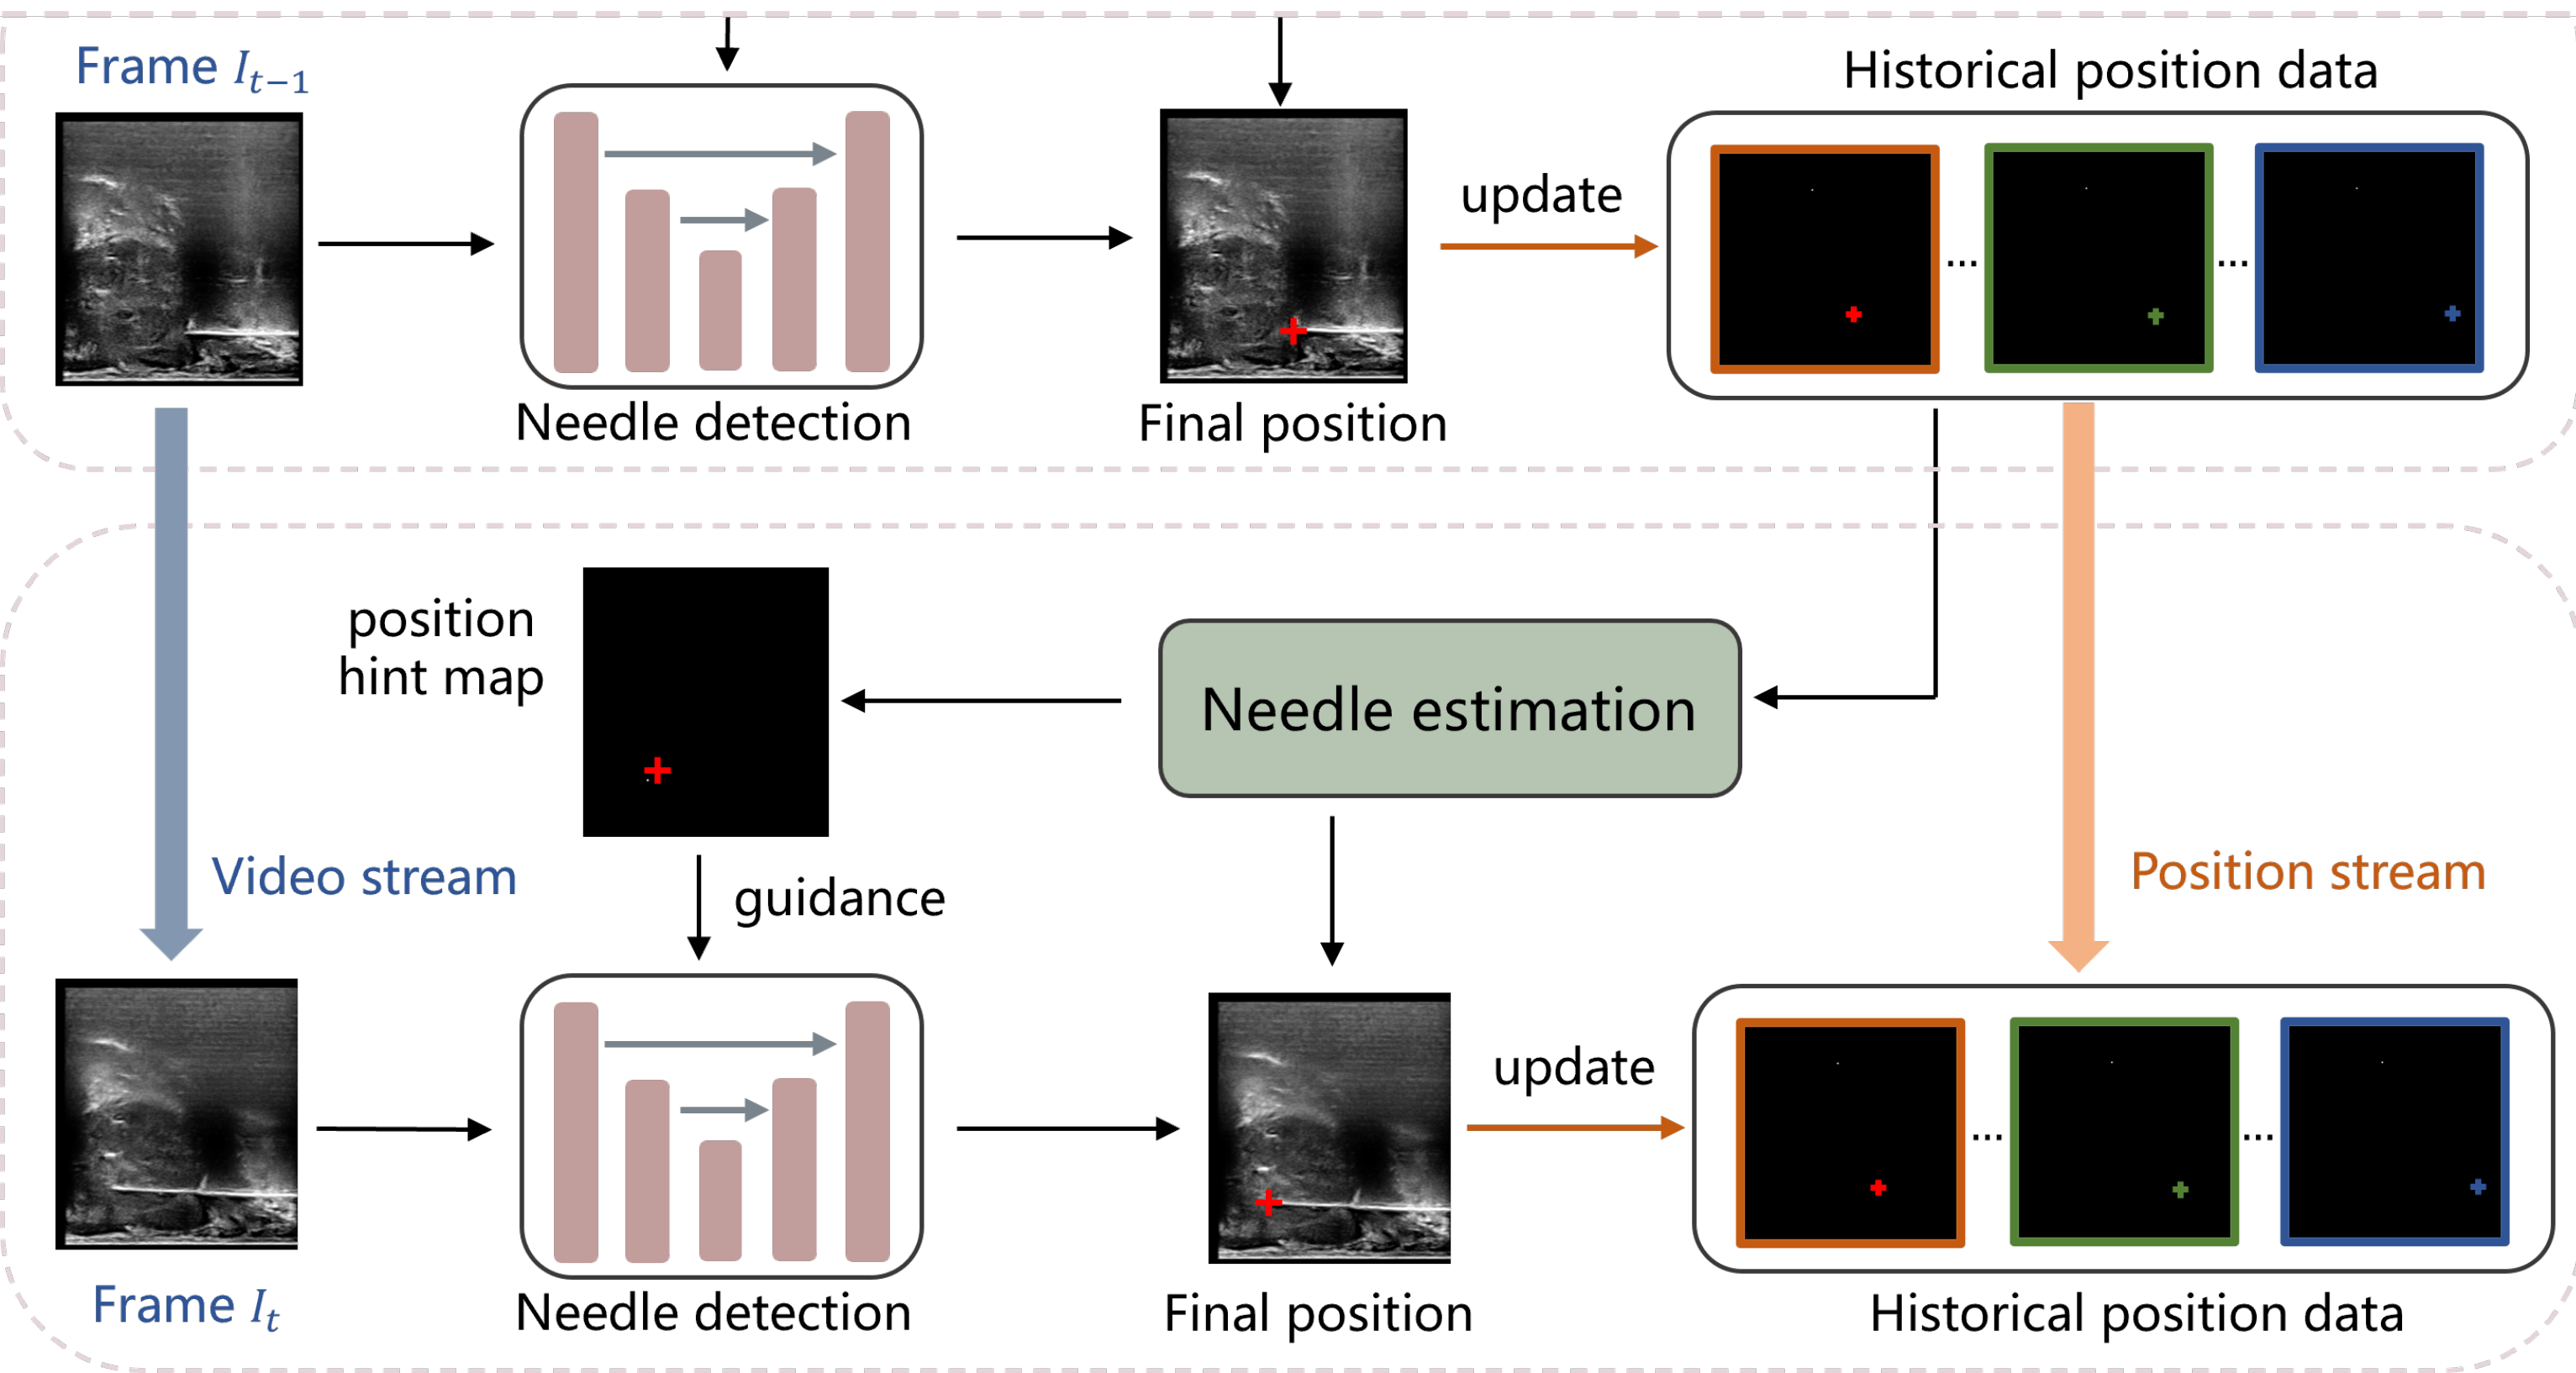 Frame I_{t−1}
Historical position data
update
...
...
Needle detection
Final position
position
hint map
Needle estimation
Video stream
guidance
Position stream
update
...
...
Frame I_t
Needle detection
Final position
Historical position data